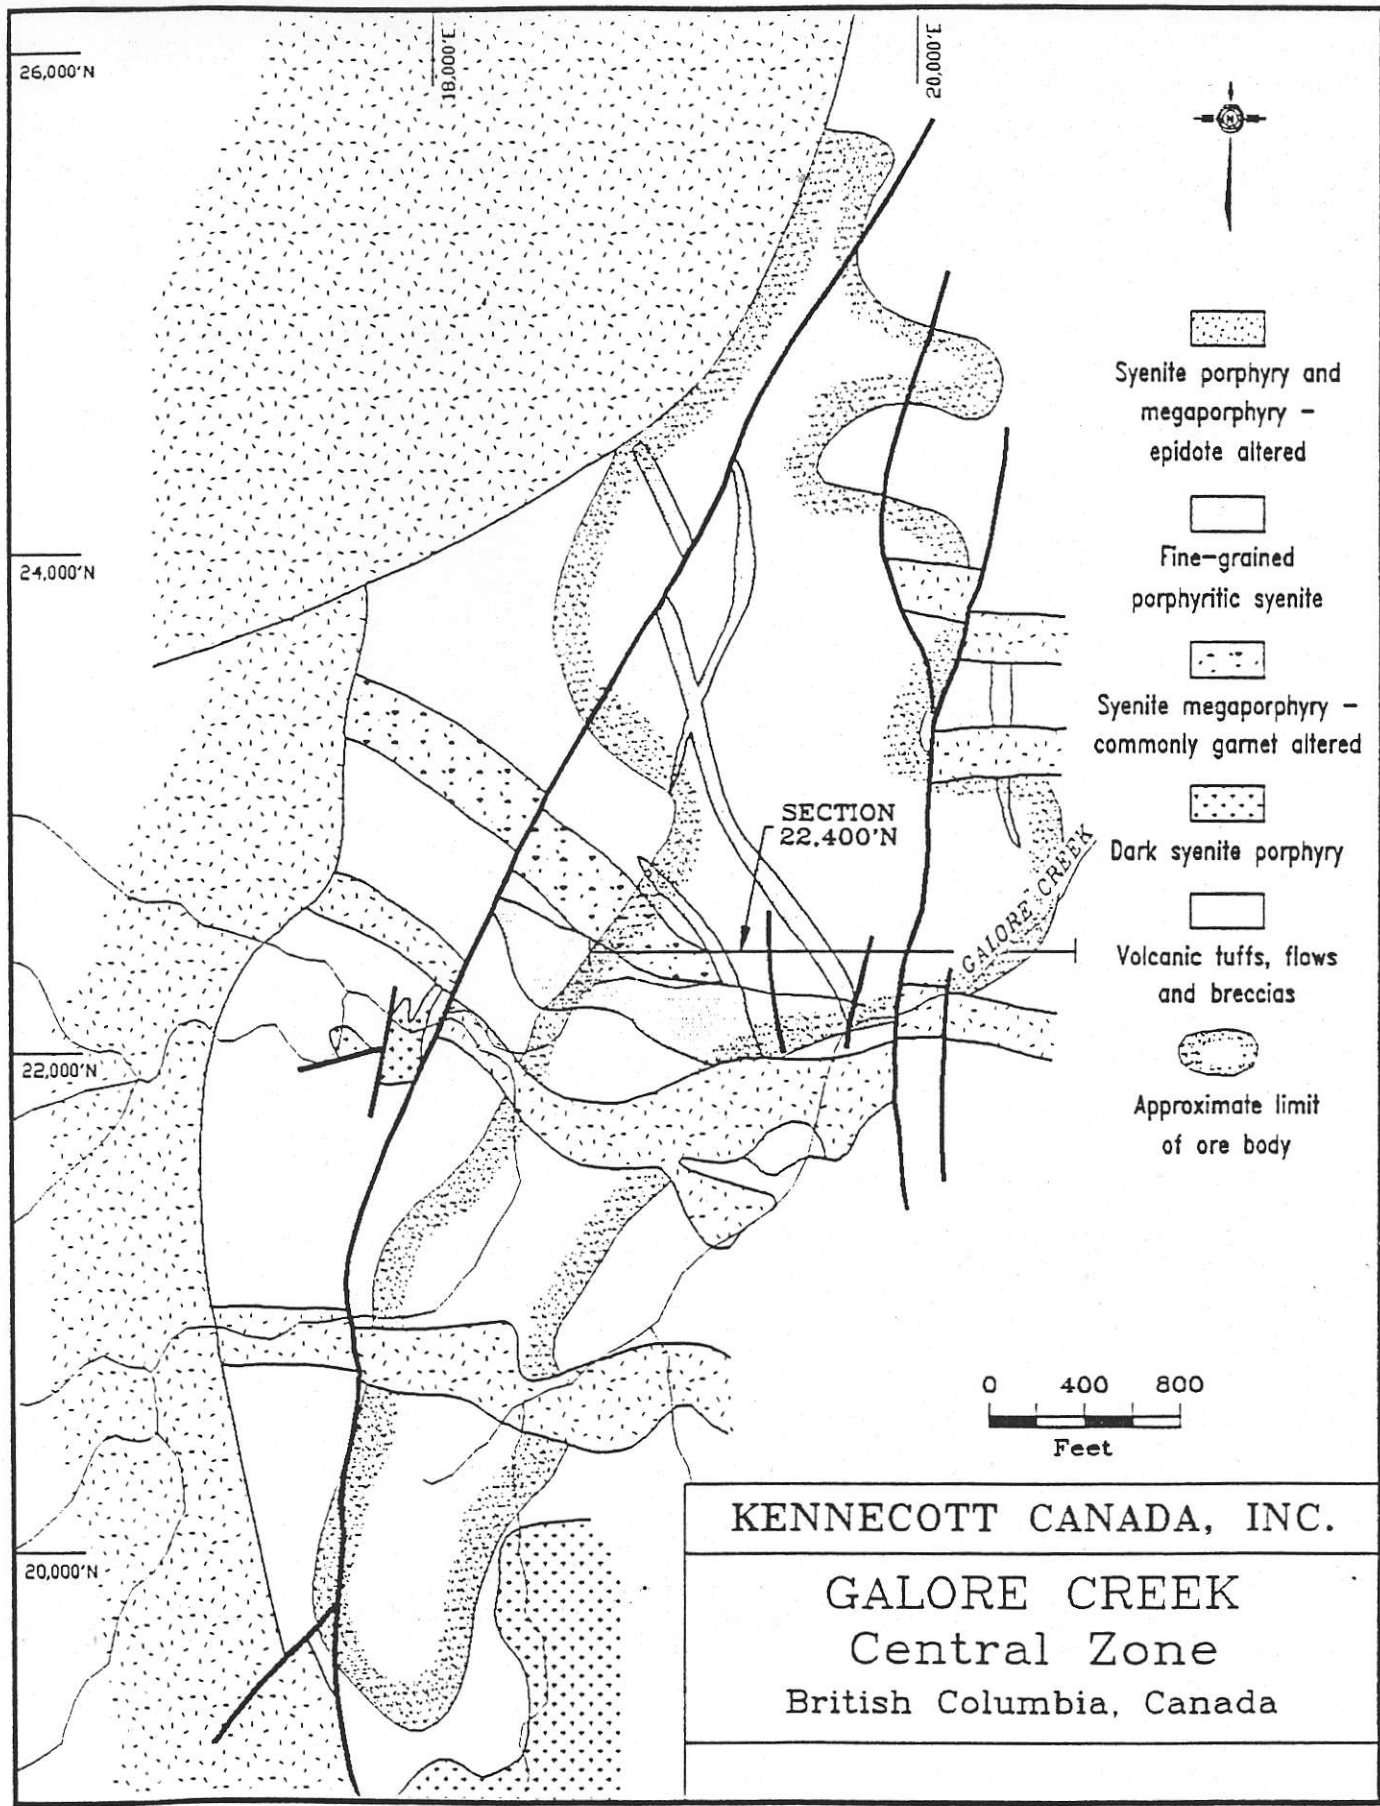 26,000'N
18,000'E
20,000'E
N
Syenite porphyry and
megaporphyry –
epidote altered
Fine–grained
porphyritic syenite
24,000'N
Syenite megaporphyry –
commonly garnet altered
SECTION
22,400'N
Dark syenite porphyry
GALORE CREEK
Volcanic tuffs, flows
and breccias
22,000'N
Approximate limit
of ore body
0 400 800
Feet
KENNECOTT CANADA, INC.
20,000'N
GALORE CREEK
Central Zone
British Columbia, Canada